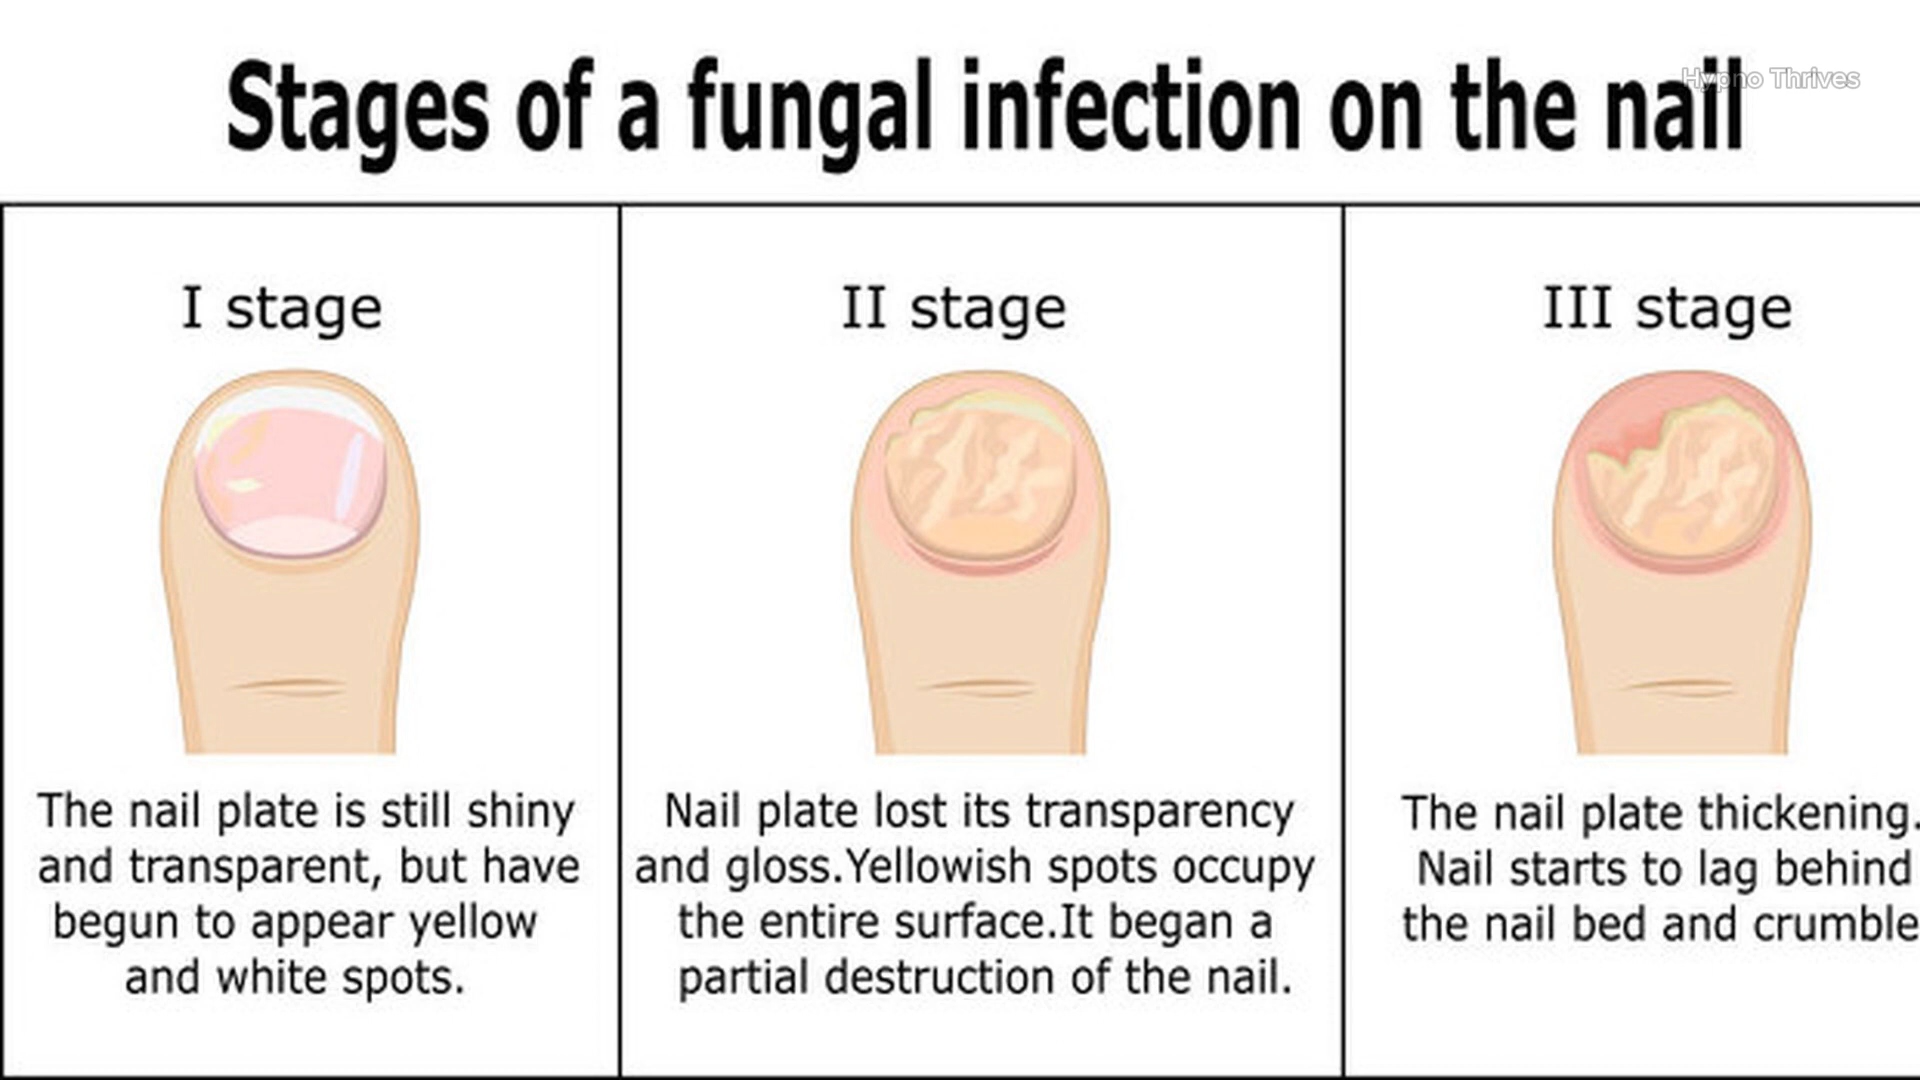 Stages of a fungal infection on the nail
Hypno Thrives
I stage
The nail plate is still shiny
and transparent, but have
begun to appear yellow
and white spots.
II stage
Nail plate lost its transparency
and gloss.Yellowish spots occupy
the entire surface.It began a
partial destruction of the nail.
III stage
The nail plate thickening.
Nail starts to lag behind
the nail bed and crumble